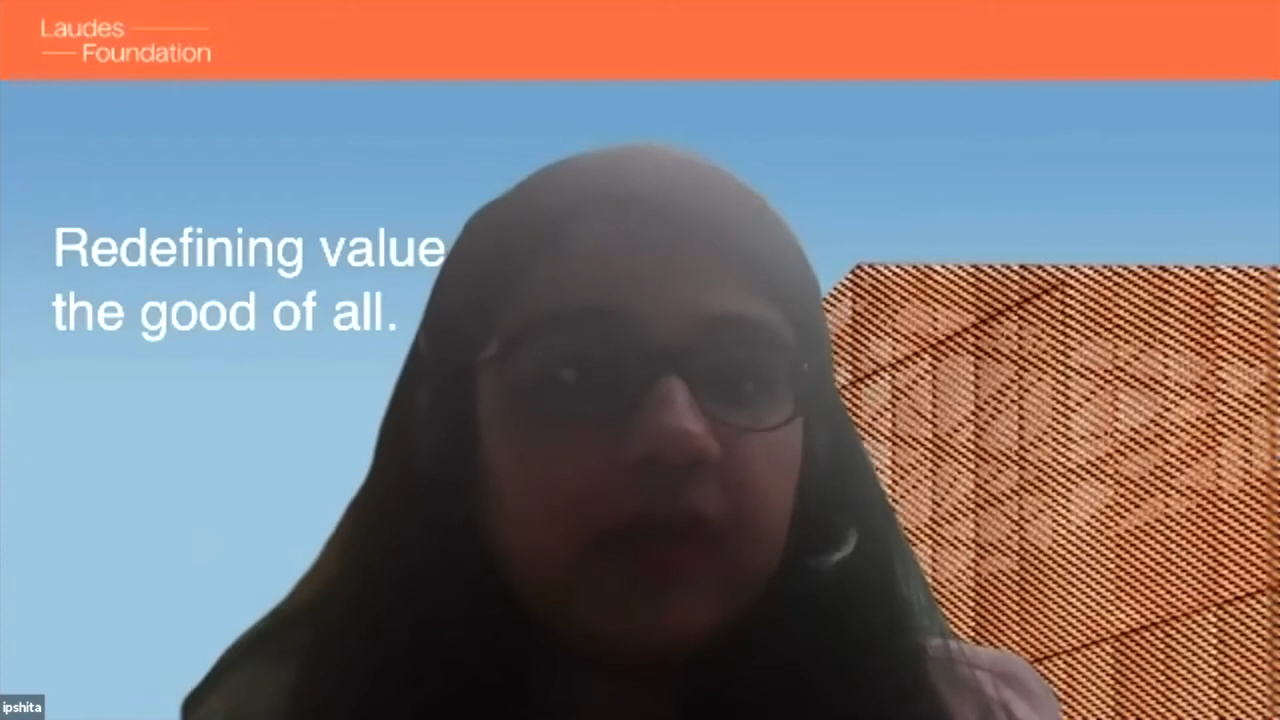 Laudes
Foundation
Redefining value
the good of all.
ipshita